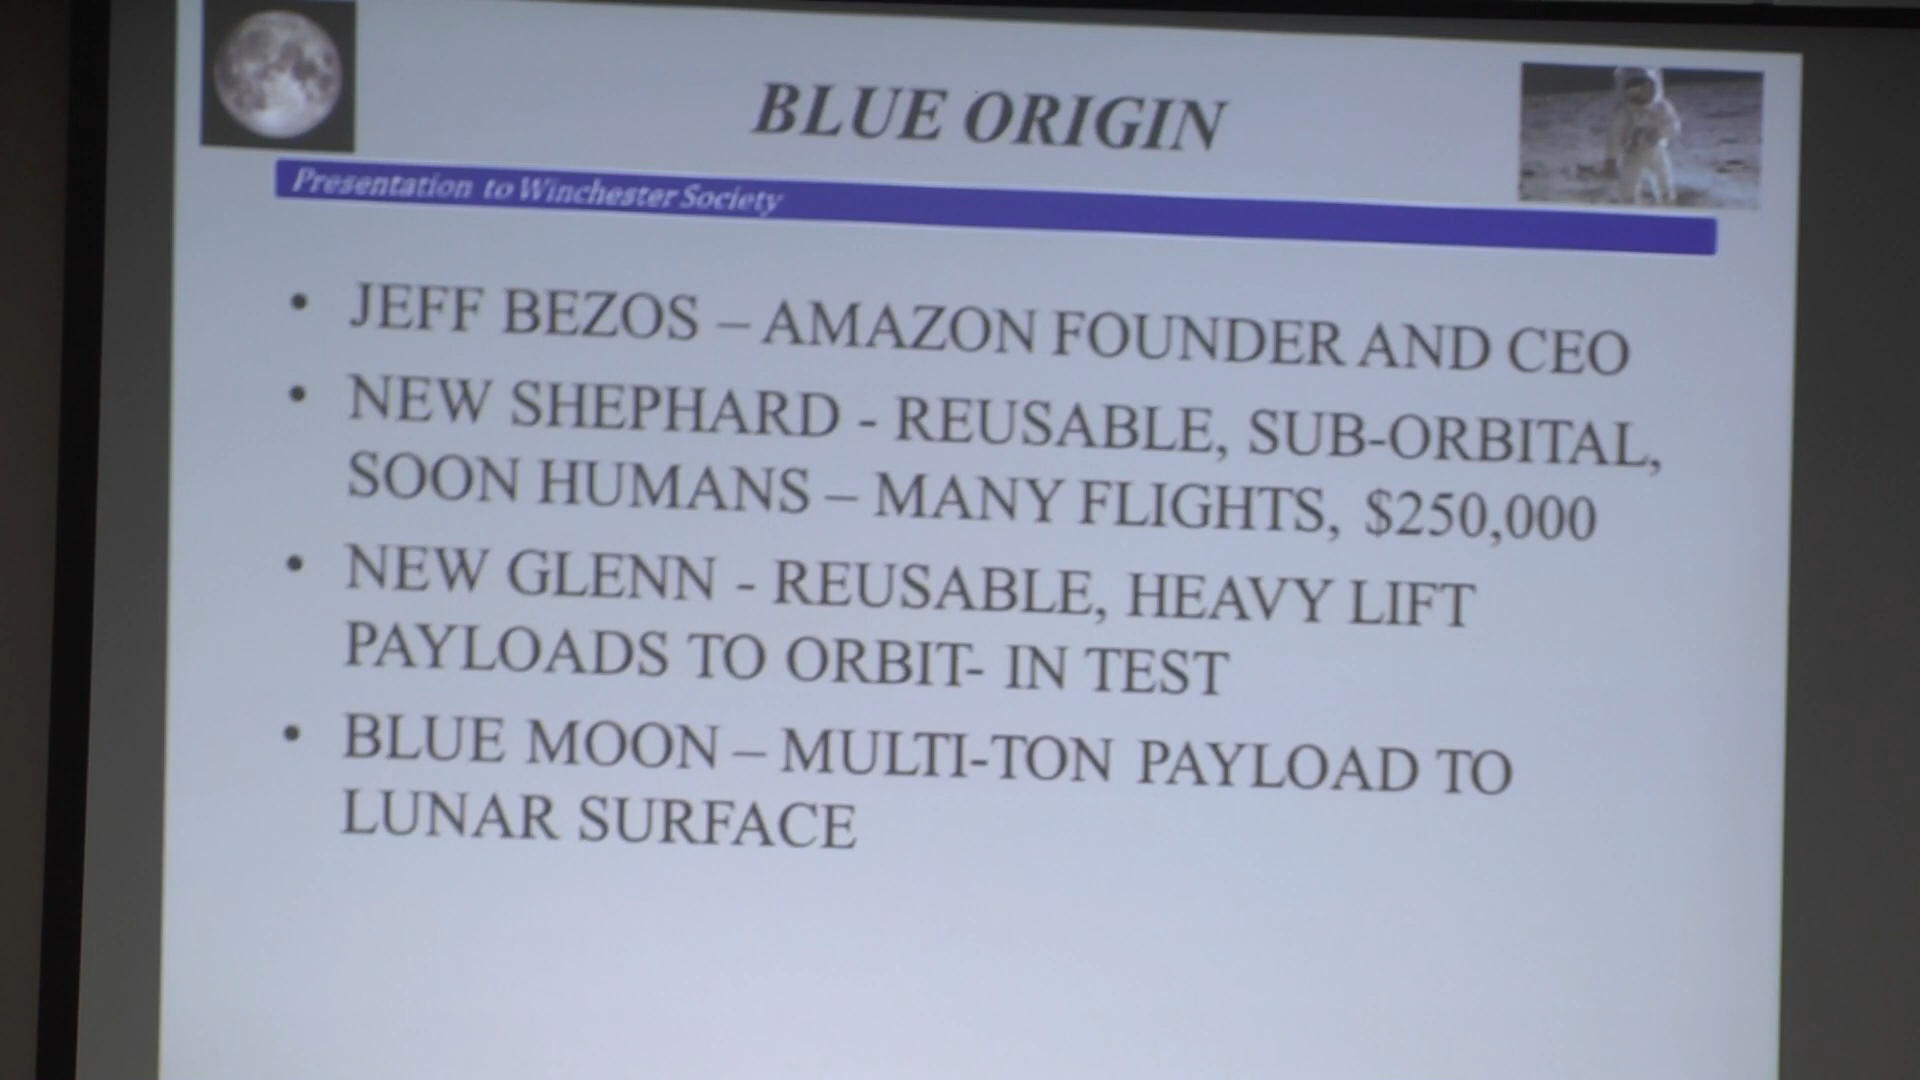 BLUE ORIGIN
Presentation to Winchester Society
• JEFF BEZOS – AMAZON FOUNDER AND CEO
• NEW SHEPHARD - REUSABLE, SUB-ORBITAL,
SOON HUMANS – MANY FLIGHTS, $250,000
• NEW GLENN - REUSABLE, HEAVY LIFT
PAYLOADS TO ORBIT- IN TEST
• BLUE MOON – MULTI-TON PAYLOAD TO
LUNAR SURFACE